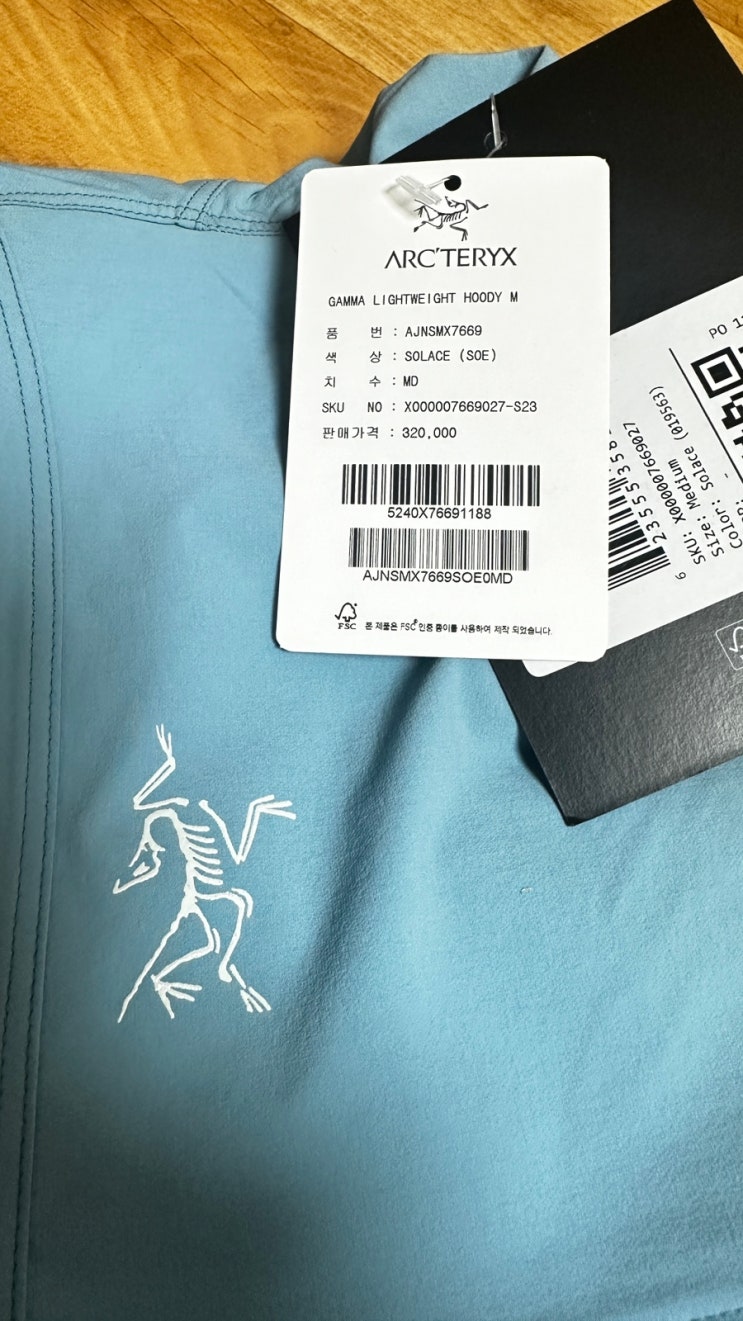 ARC'TERYX
GAMMA LIGHTWEIGHT HOODY M
품 번 : AJNSMX7669
색 상 : SOLACE (SOE)
치 수 : MD
SKU NO : X000007669027-S23
판매가격 : 320,000
5240X76691188
AJNSMX7669SOE0MD
FSC 본 제품은 FSC® 인증 종이를 사용하여 제작 되었습니다.
PO
SKU: X000007669027
Size: Medium
Color: Solace (019563)